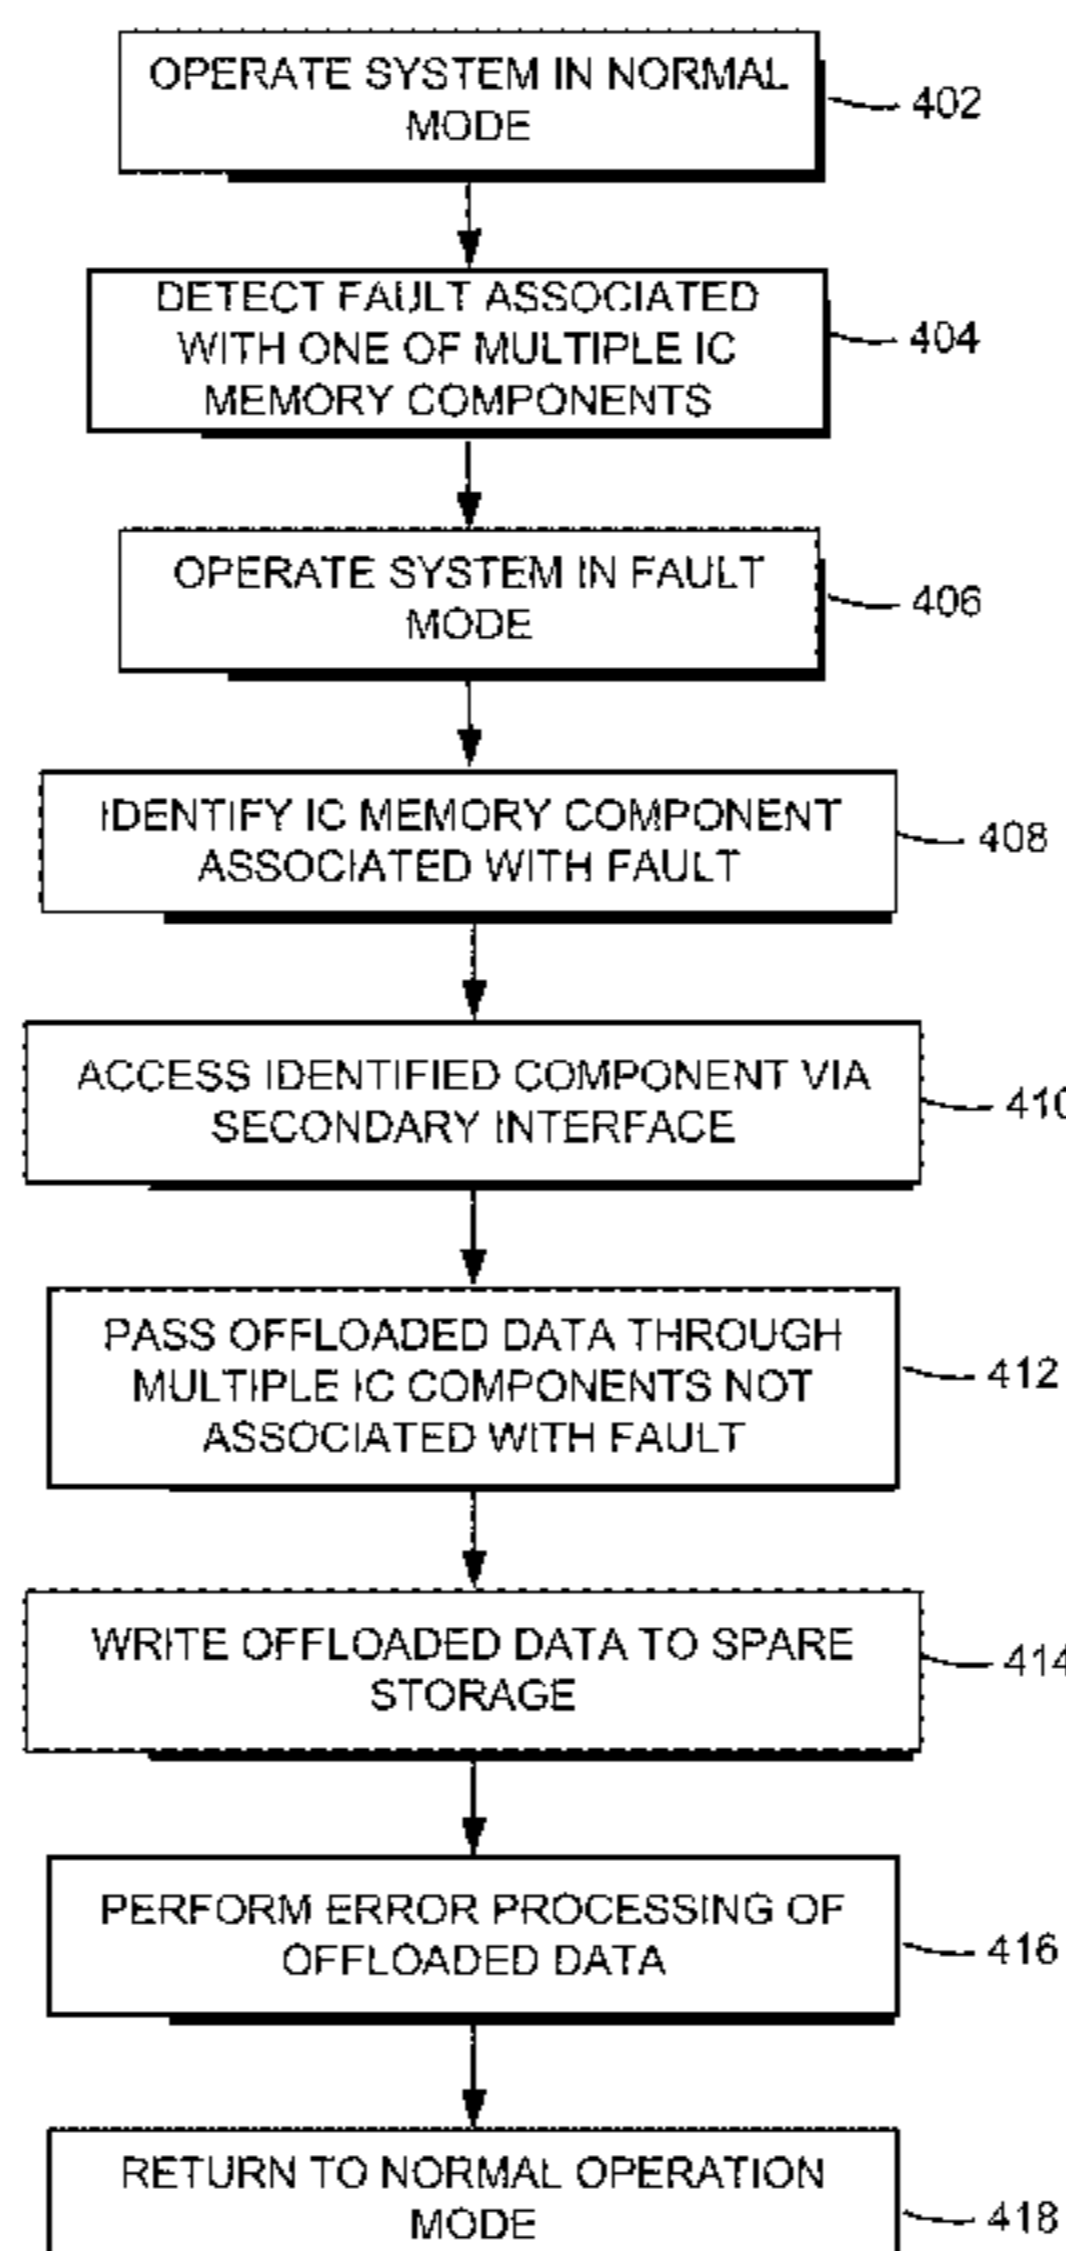 OPERATE SYSTEM IN NORMAL
MODE
402
DETECT FAULT ASSOCIATED
WITH ONE OF MULTIPLE IC
MEMORY COMPONENTS
404
OPERATE SYSTEM IN FAULT
MODE
406
IDENTIFY IC MEMORY COMPONENT
ASSOCIATED WITH FAULT
408
ACCESS IDENTIFIED COMPONENT VIA
SECONDARY INTERFACE
410
PASS OFFLOADED DATA THROUGH
MULTIPLE IC COMPONENTS NOT
ASSOCIATED WITH FAULT
412
WRITE OFFLOADED DATA TO SPARE
STORAGE
414
PERFORM ERROR PROCESSING OF
OFFLOADED DATA
416
RETURN TO NORMAL OPERATION
MODE
418